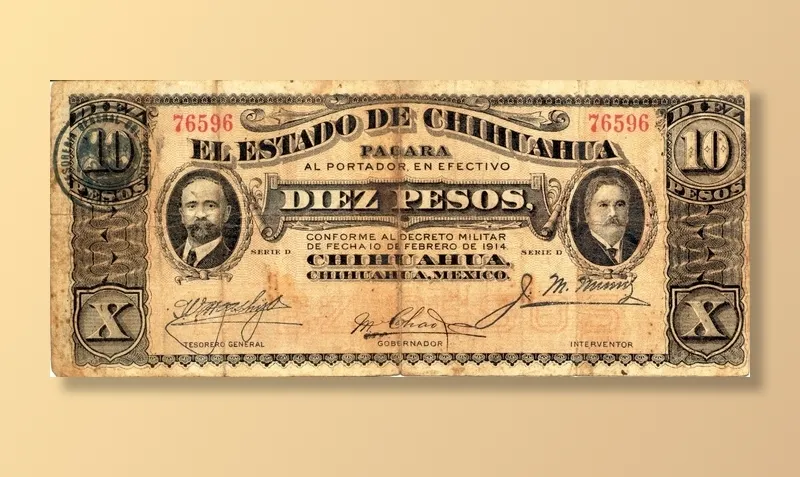 DIEZ
10
PESOS
76596
76596
DIEZ
10
PESOS
EL ESTADO DE CHIHUAHUA
PAGARA
AL PORTADOR, EN EFECTIVO
DIEZ PESOS,
CONFORME AL DECRETO MILITAR
DE FECHA 10 DE FEBRERO DE 1914
SERIE D
SERIE D
CHIHUAHUA,
CHIHUAHUA, MEXICO.
X
X
M. Chao
J. M.
TESORERO GENERAL
GOBERNADOR
INTERVENTOR